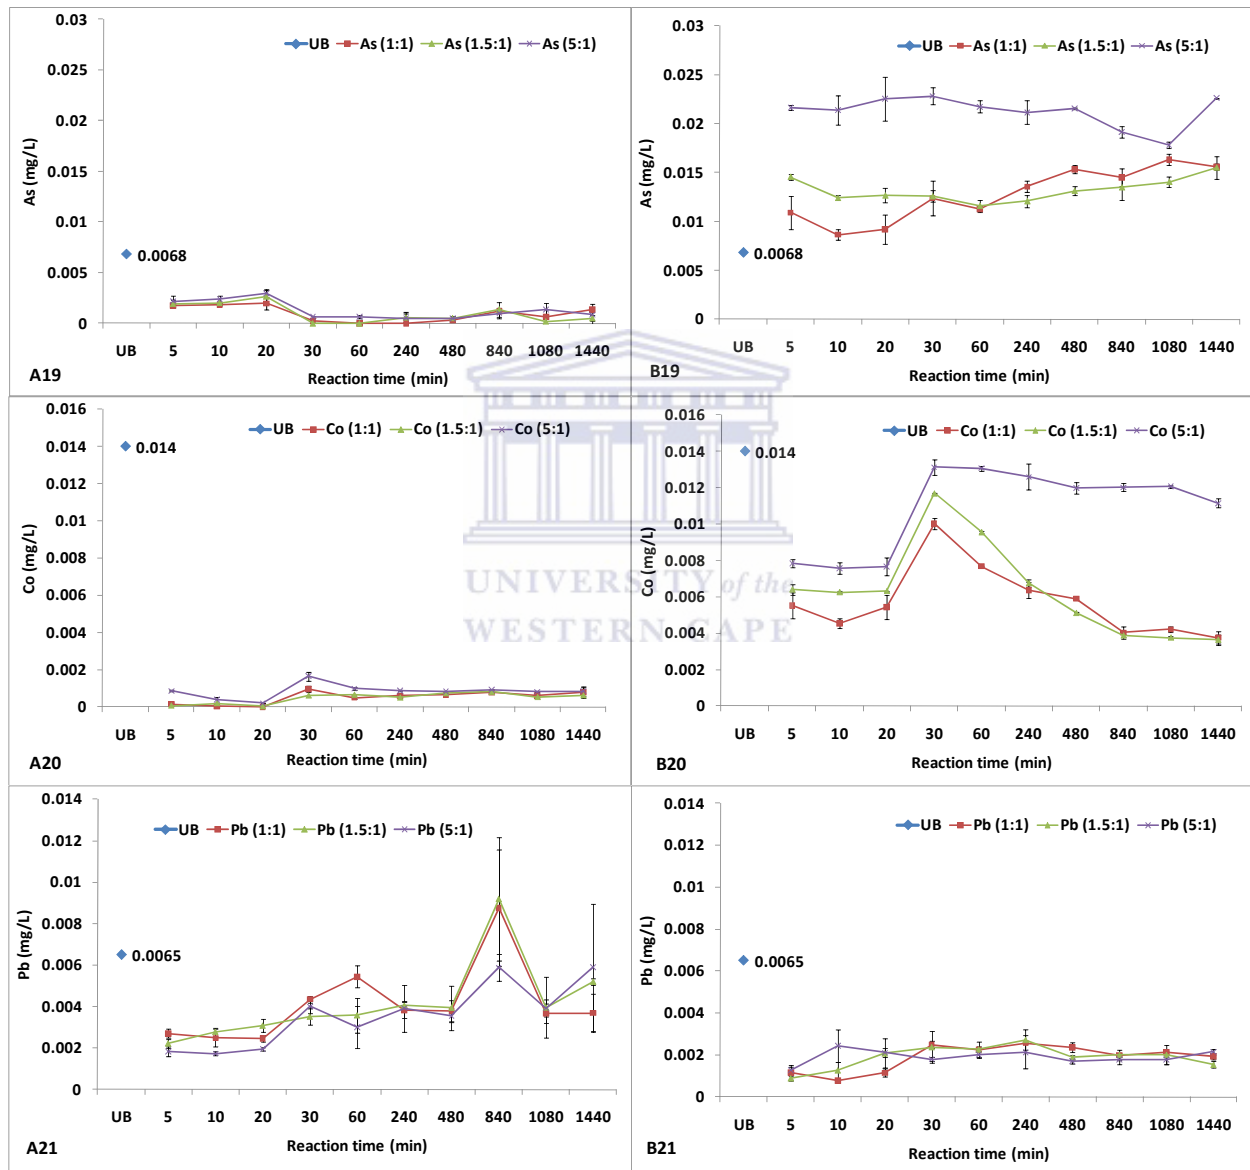 0.03
UB As (1:1) As (1.5:1) As (5:1)
0.025
0.02
0.015
0.01
0.005
0
As (mg/L)
0.0068
UB 5 10 20 30 60 240 480 840 1080 1440
Reaction time (min)
A19
0.03
UB As (1:1) As (1.5:1) As (5:1)
0.025
0.02
0.015
0.01
0.005
0
As (mg/L)
0.0068
UB 5 10 20 30 60 240 480 840 1080 1440
Reaction time (min)
B19
0.016
UB Co (1:1) Co (1.5:1) Co (5:1)
0.014
0.012
0.01
0.008
0.006
0.004
0.002
0
Co (mg/L)
0.014
UB 5 10 20 30 60 240 480 840 1080 1440
Reaction time (min)
A20
0.016
UB Co (1:1) Co (1.5:1) Co (5:1)
0.014
0.012
0.01
0.008
0.006
0.004
0.002
0
Co (mg/L)
0.014
UB 5 10 20 30 60 240 480 840 1080 1440
Reaction time (min)
B20
UNIVERSITY of the
WESTERN CAPE
0.014
UB Pb (1:1) Pb (1.5:1) Pb (5:1)
0.012
0.01
0.008
0.006
0.004
0.002
0
Pb (mg/L)
0.0065
UB 5 10 20 30 60 240 480 840 1080 1440
Reaction time (min)
A21
0.014
UB Pb (1:1) Pb (1.5:1) Pb (5:1)
0.012
0.01
0.008
0.006
0.004
0.002
0
Pb (mg/L)
0.0065
UB 5 10 20 30 60 240 480 840 1080 1440
Reaction time (min)
B21